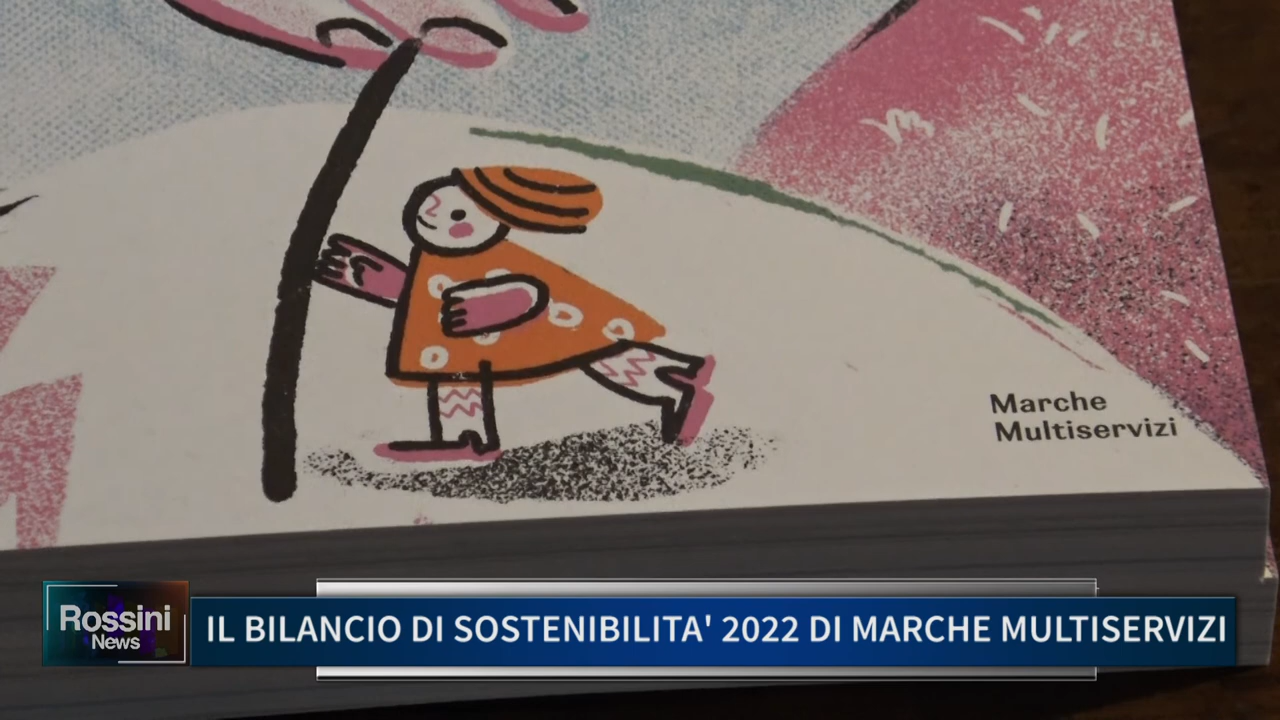 Marche
Multiservizi
Rossini
News
IL BILANCIO DI SOSTENIBILITA' 2022 DI MARCHE MULTISERVIZI